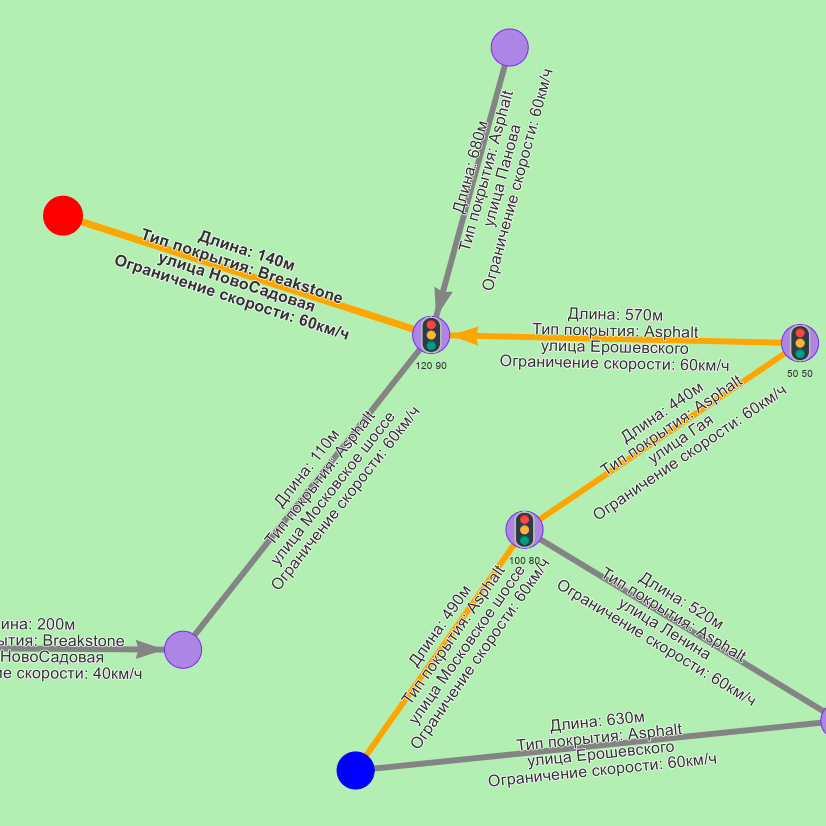 Длина: 680м
Тип покрытия: Asphalt
улица Панова
Ограничение скорости: 60км/ч
Длина: 140м
Тип покрытия: Breakstone
улица НовоСадовая
Ограничение скорости: 60км/ч
Длина: 570м
Тип покрытия: Asphalt
улица Ерошевского
Ограничение скорости: 60км/ч
120 90
50 50
Длина: 440м
Тип покрытия: Asphalt
улица Гая
Ограничение скорости: 60км/ч
Длина: 110м
Тип покрытия: Asphalt
улица Московское шоссе
Ограничение скорости: 60км/ч
100 80
Длина: 490м
Тип покрытия: Asphalt
улица Московское шоссе
Ограничение скорости: 60км/ч
Длина: 520м
Тип покрытия: Asphalt
улица Ленина
Ограничение скорости: 60км/ч
ина: 200м
ытия: Breakstone
НовоСадовая
ие скорости: 40км/ч
Длина: 630м
Тип покрытия: Asphalt
улица Ерошевского
Ограничение скорости: 60км/ч